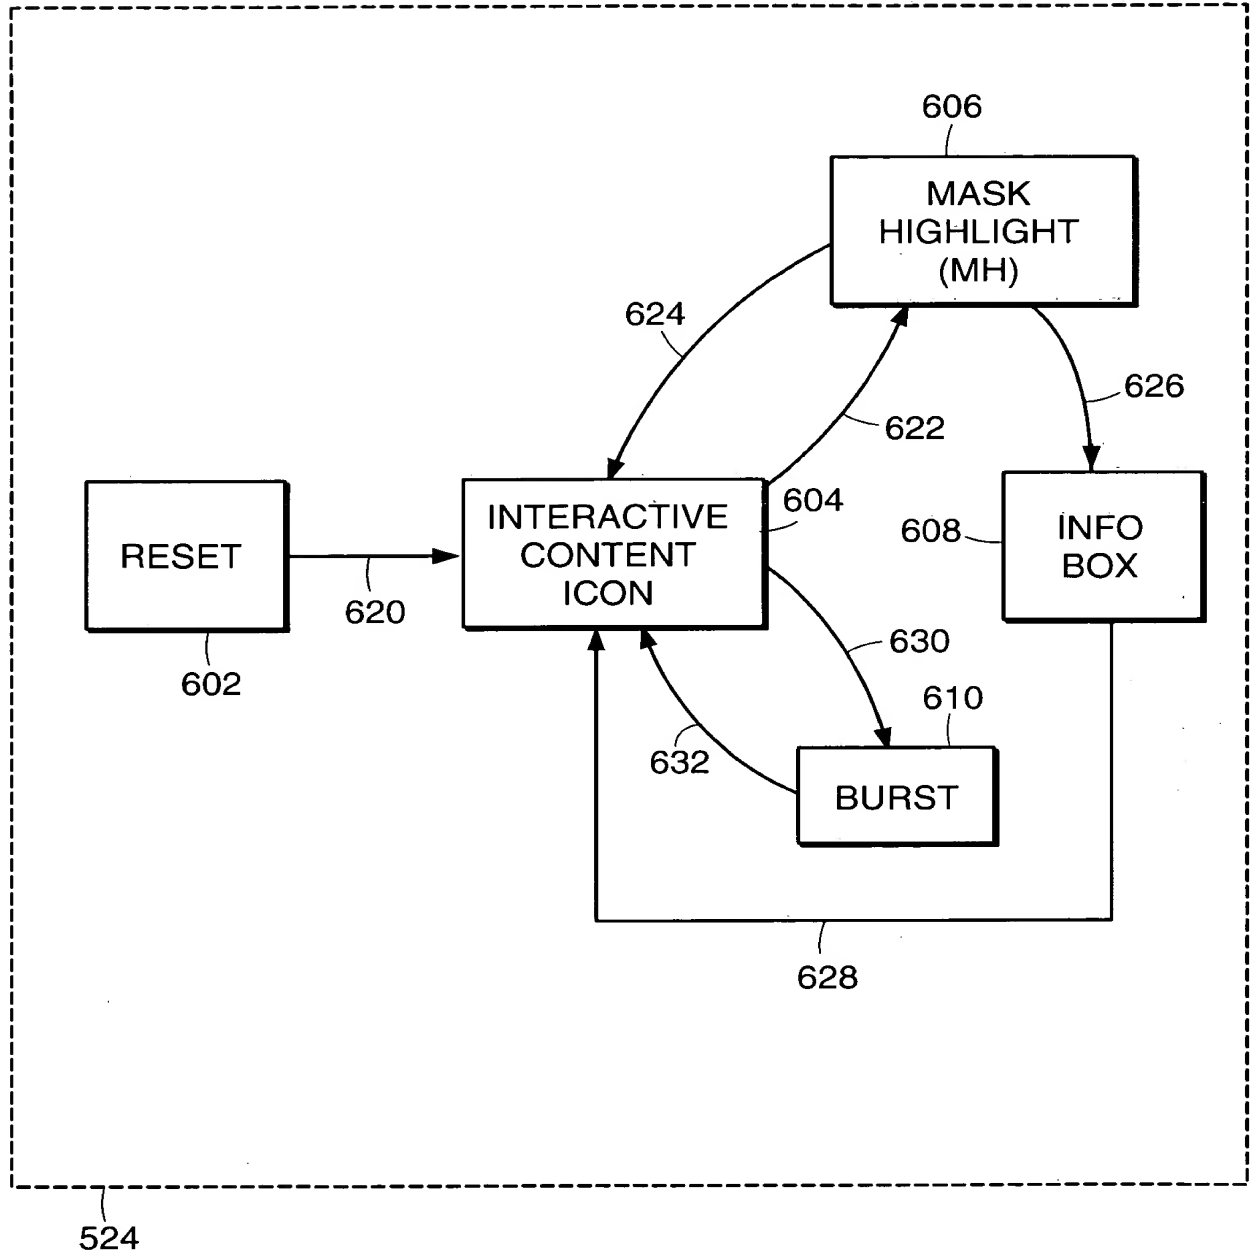 606
MASK
HIGHLIGHT
(MH)
624
626
622
604
INTERACTIVE
CONTENT
ICON
608
INFO
BOX
RESET
620
602
630
610
632
BURST
628
524